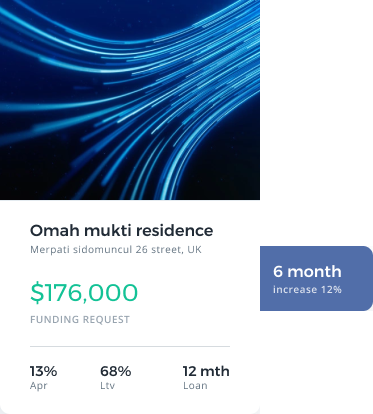 Omah mukti residence
Merpati sidomuncul 26 street, UK
6 month
increase 12%
$176,000
FUNDING REQUEST
13% 68% 12 mth
Apr Ltv Loan